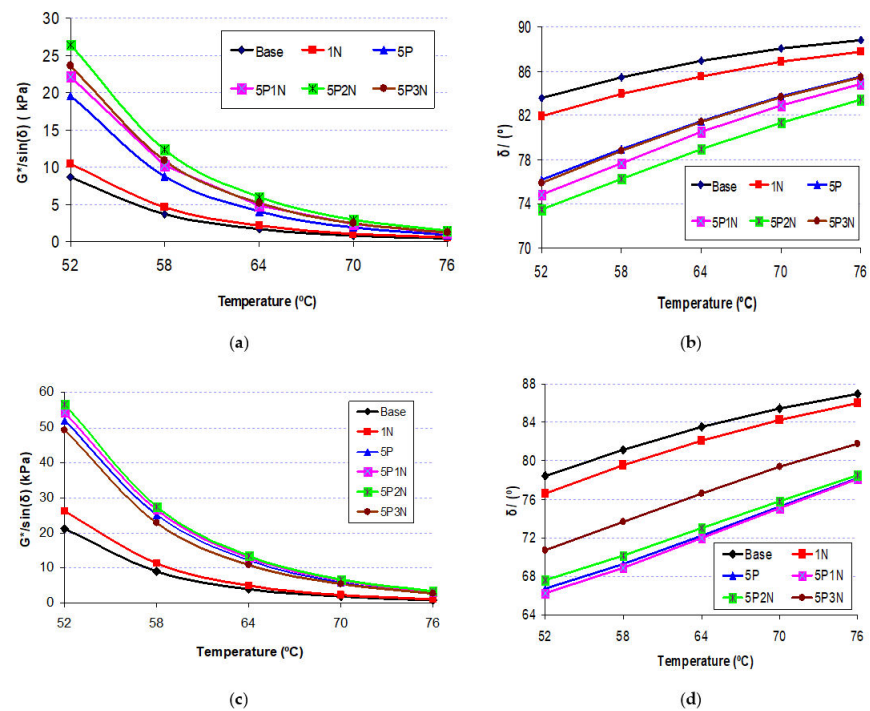 30
25
20
15
10
5
0
G*/sin(δ) ( kPa)
Base 1N 5P
5P1N 5P2N 5P3N
52 58 64 70 76
Temperature (ºC)
(a)
90
86
82
78
74
70
δ / (º)
Base 1N 5P
5P1N 5P2N 5P3N
52 58 64 70 76
Temperature (ºC)
(b)
60
50
40
30
20
10
0
G*/sin(δ) (kPa)
Base
1N
5P
5P1N
5P2N
5P3N
52 58 64 70 76
Temperature (ºC)
(c)
88
84
80
76
72
68
64
δ / (º)
Base 1N
5P 5P1N
5P2N 5P3N
52 58 64 70 76
Temperature (ºC)
(d)